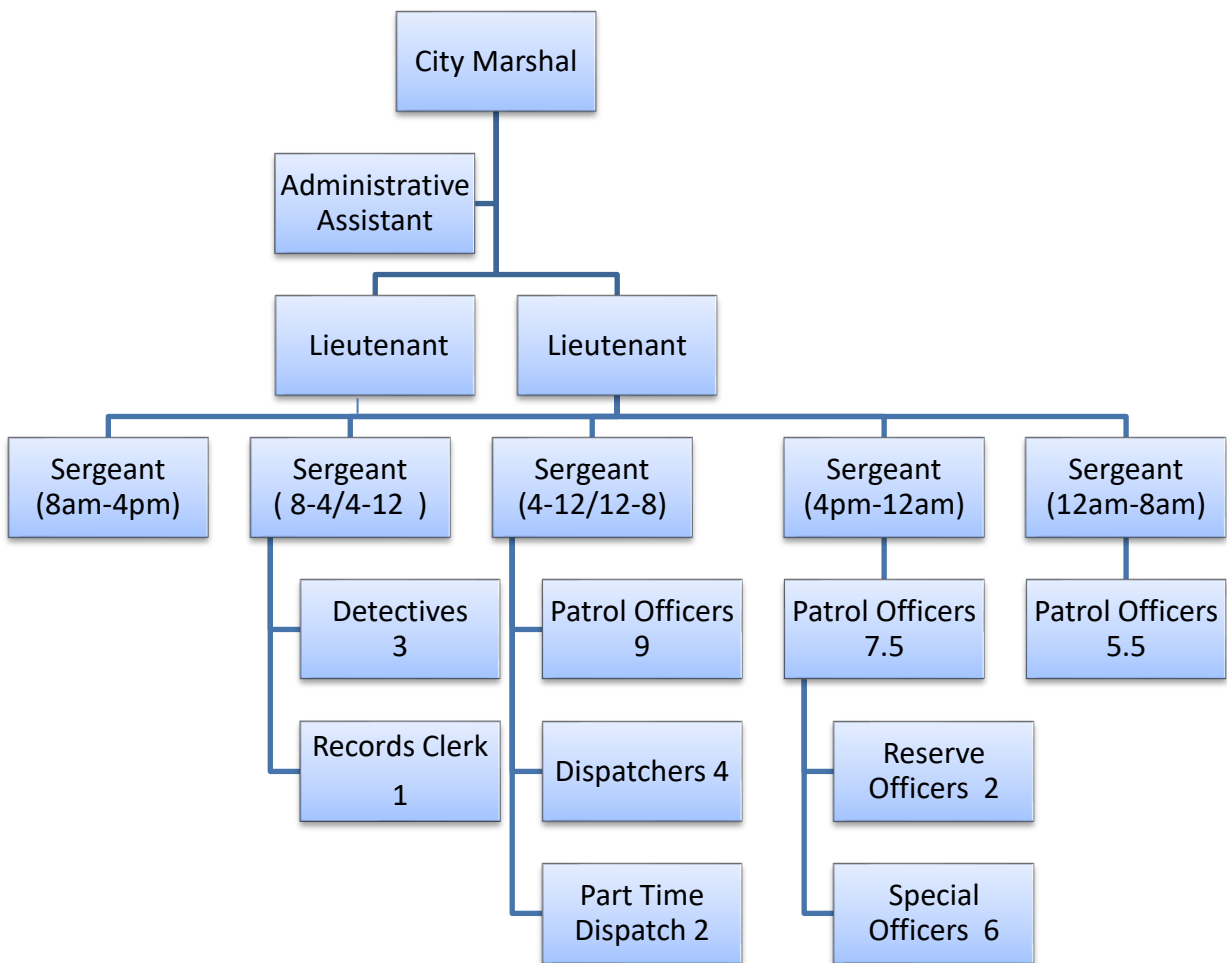 City Marshal
Administrative
Assistant
Lieutenant
Lieutenant
Sergeant
(8am-4pm)
Sergeant
( 8-4/4-12 )
Sergeant
(4-12/12-8)
Sergeant
(4pm-12am)
Sergeant
(12am-8am)
Detectives
3
Patrol Officers
9
Patrol Officers
7.5
Patrol Officers
5.5
Records Clerk
1
Dispatchers 4
Reserve
Officers 2
Part Time
Dispatch 2
Special
Officers 6